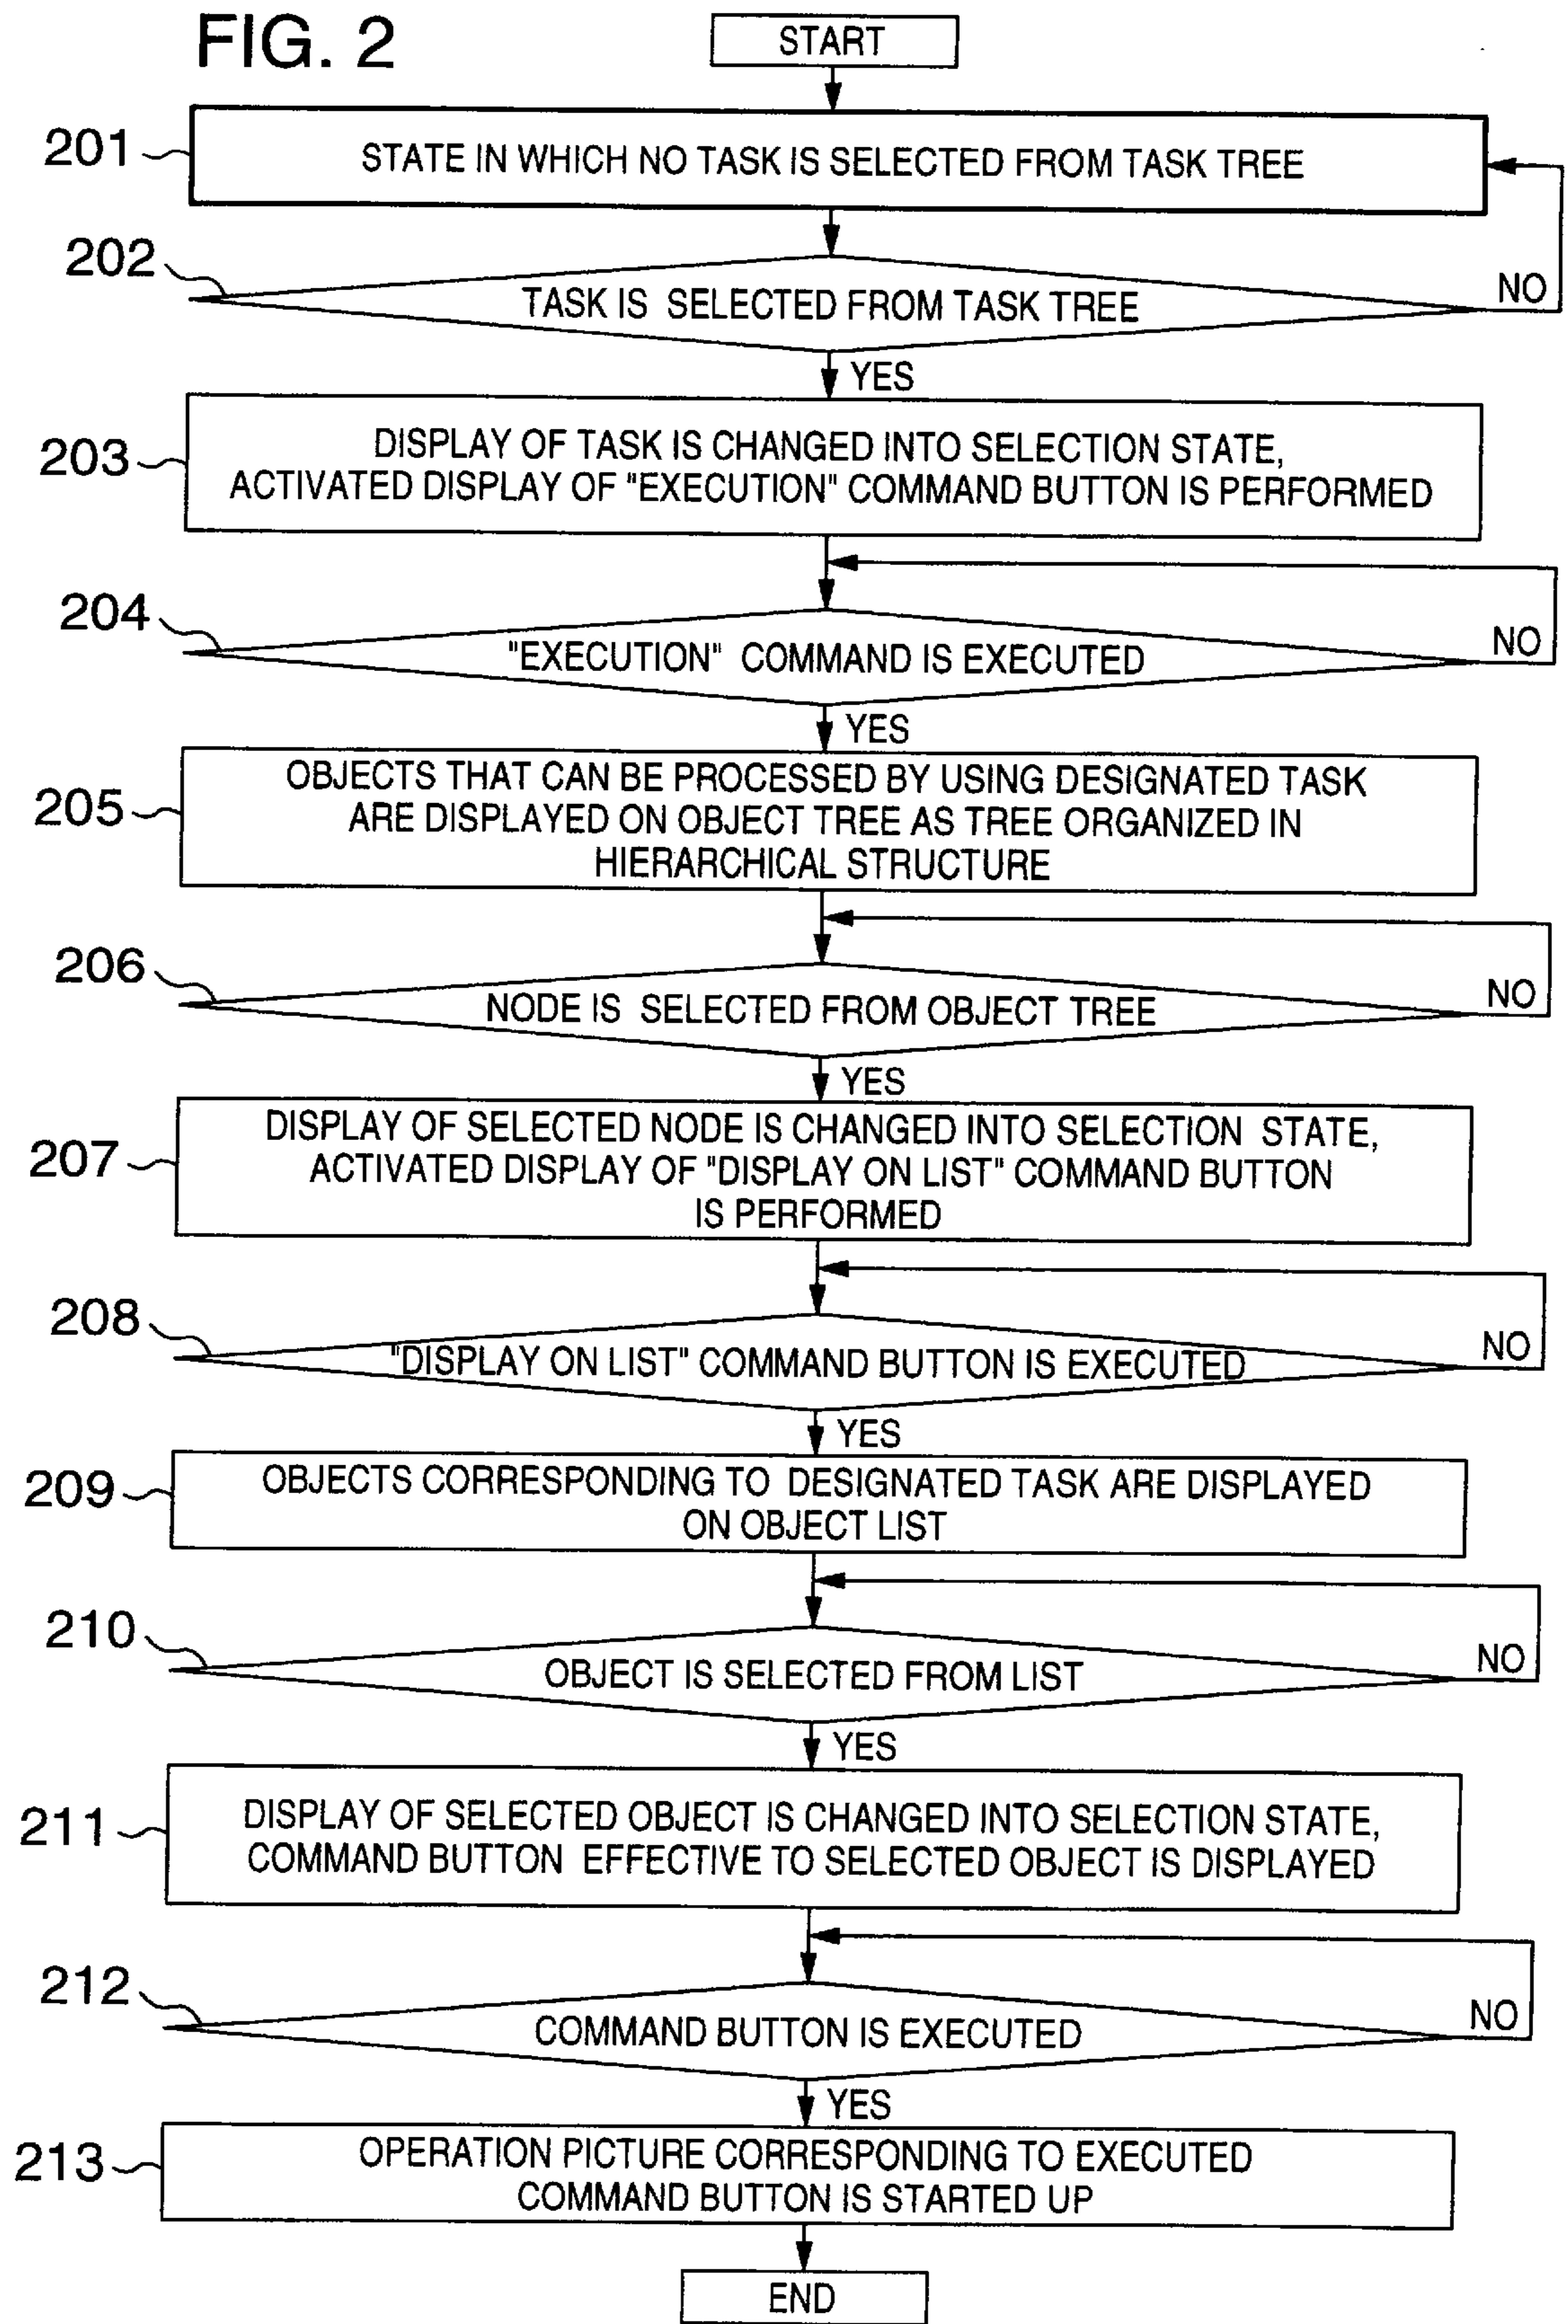 FIG. 2
START
201
STATE IN WHICH NO TASK IS SELECTED FROM TASK TREE
202
TASK IS SELECTED FROM TASK TREE
NO
YES
203
DISPLAY OF TASK IS CHANGED INTO SELECTION STATE,
ACTIVATED DISPLAY OF "EXECUTION" COMMAND BUTTON IS PERFORMED
204
"EXECUTION" COMMAND IS EXECUTED
NO
YES
205
OBJECTS THAT CAN BE PROCESSED BY USING DESIGNATED TASK
ARE DISPLAYED ON OBJECT TREE AS TREE ORGANIZED IN
HIERARCHICAL STRUCTURE
206
NODE IS SELECTED FROM OBJECT TREE
NO
YES
207
DISPLAY OF SELECTED NODE IS CHANGED INTO SELECTION STATE,
ACTIVATED DISPLAY OF "DISPLAY ON LIST" COMMAND BUTTON
IS PERFORMED
208
"DISPLAY ON LIST" COMMAND BUTTON IS EXECUTED
NO
YES
209
OBJECTS CORRESPONDING TO DESIGNATED TASK ARE DISPLAYED
ON OBJECT LIST
210
OBJECT IS SELECTED FROM LIST
NO
YES
211
DISPLAY OF SELECTED OBJECT IS CHANGED INTO SELECTION STATE,
COMMAND BUTTON EFFECTIVE TO SELECTED OBJECT IS DISPLAYED
212
COMMAND BUTTON IS EXECUTED
NO
YES
213
OPERATION PICTURE CORRESPONDING TO EXECUTED
COMMAND BUTTON IS STARTED UP
END